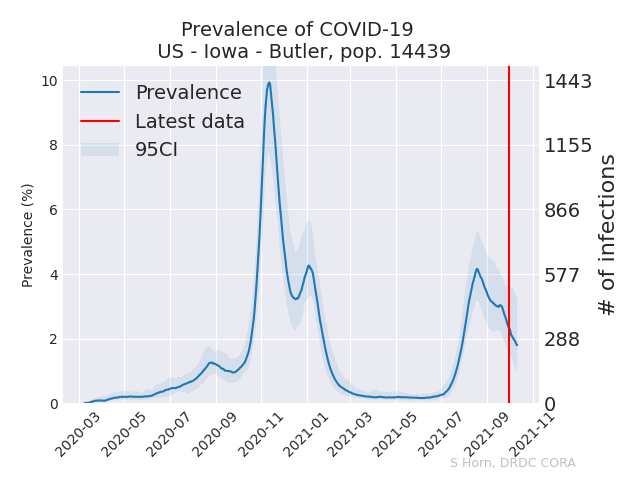 Prevalence of COVID-19
US - Iowa - Butler, pop. 14439
Prevalence
Latest data
95CI
Prevalence (%)
10
8
6
4
2
0
# of infections
1443
1155
866
577
288
0
2020-03
2020-05
2020-07
2020-09
2020-11
2021-01
2021-03
2021-05
2021-07
2021-09
2021-11
S Horn, DRDC CORA